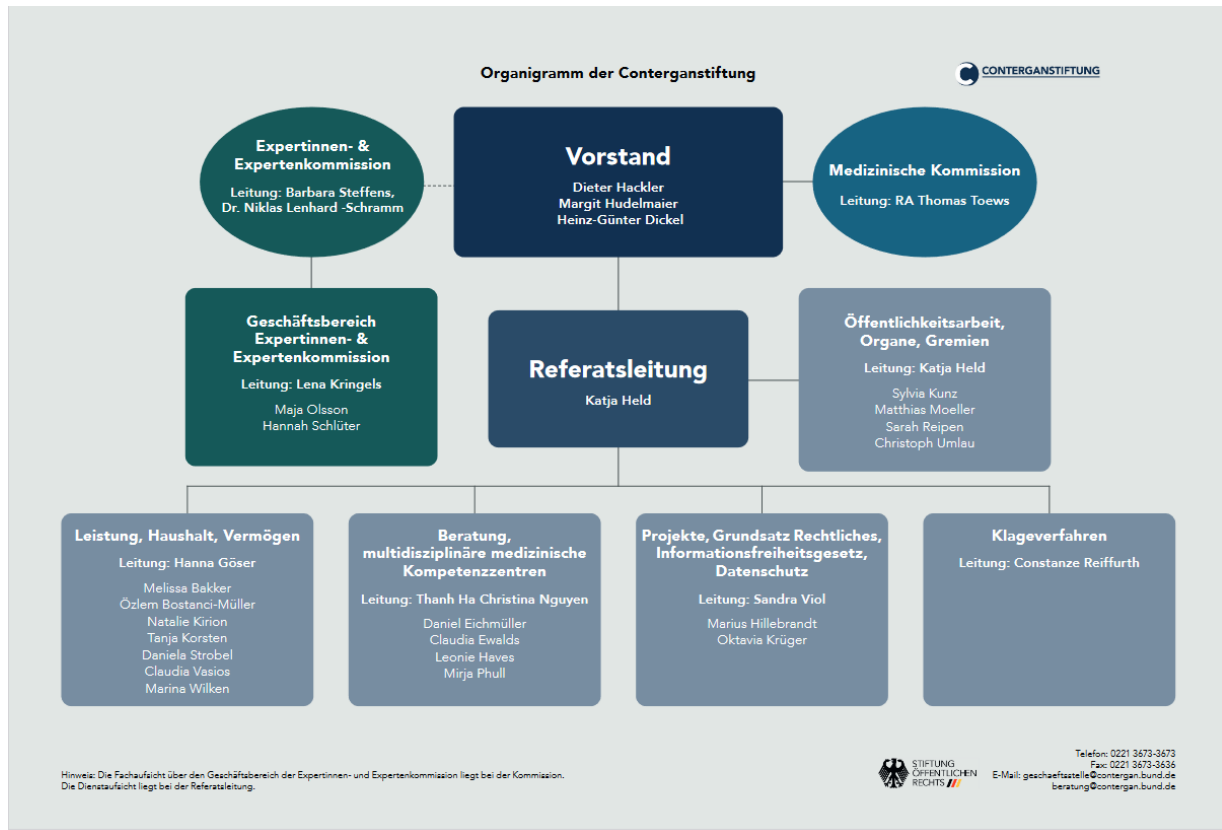 Organigramm der Conterganstiftung
CONTERGANSTIFTUNG
Expertinnen- &
Expertenkommission
Leitung: Barbara Steffens,
Dr. Niklas Lenhard -Schramm
Vorstand
Dieter Hackler
Margit Hudelmaier
Heinz-Günter Dickel
Medizinische Kommission
Leitung: RA Thomas Toews
Geschäftsbereich
Expertinnen- &
Expertenkommission
Leitung: Lena Kringels
Maja Olsson
Hannah Schlüter
Referatsleitung
Katja Held
Öffentlichkeitsarbeit,
Organe, Gremien
Leitung: Katja Held
Sylvia Kunz
Matthias Moeller
Sarah Reipen
Christoph Umlau
Leistung, Haushalt, Vermögen
Leitung: Hanna Göser
Melissa Bakker
Özlem Bostanci-Müller
Natalie Kirion
Tanja Korsten
Daniela Strobel
Claudia Vasios
Marina Wilken
Beratung,
multidisziplinäre medizinische
Kompetenzzentren
Leitung: Thanh Ha Christina Nguyen
Daniel Eichmüller
Claudia Ewalds
Leonie Haves
Mirja Phull
Projekte, Grundsatz Rechtliches,
Informationsfreiheitsgesetz,
Datenschutz
Leitung: Sandra Viol
Marius Hillebrandt
Oktavia Krüger
Klageverfahren
Leitung: Constanze Reiffurth
Hinweis: Die Fachaufsicht über den Geschäftsbereich der Expertinnen- und Expertenkommission liegt bei der Kommission.
Die Dienstaufsicht liegt bei der Referatsleitung.
STIFTUNG
ÖFFENTLICHEN
RECHTS
Telefon: 0221 3673-3673
Fax: 0221 3673-3636
E-Mail: geschaeftsstelle@contergan.bund.de
beratung@contergan.bund.de